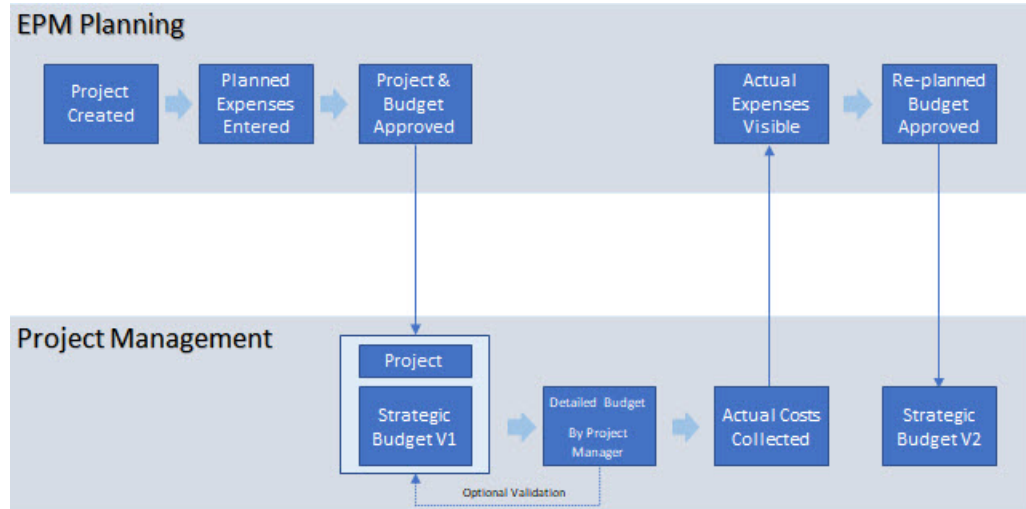 EPM Planning
Project
Created
Planned
Expenses
Entered
Project &
Budget
Approved
Actual
Expenses
Visible
Re-planned
Budget
Approved
Project Management
Project
Strategic
Budget V1
Detailed Budget
By Project
Manager
Actual Costs
Collected
Strategic
Budget V2
Optional Validation